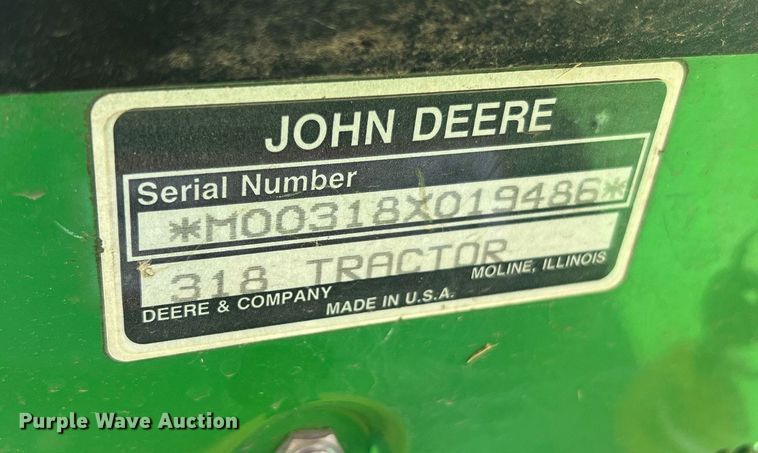 JOHN DEERE
Serial Number
*M00318X019486*
318 TRACTOR
DEERE & COMPANY MADE IN U.S.A. MOLINE, ILLINOIS
Purple Wave Auction